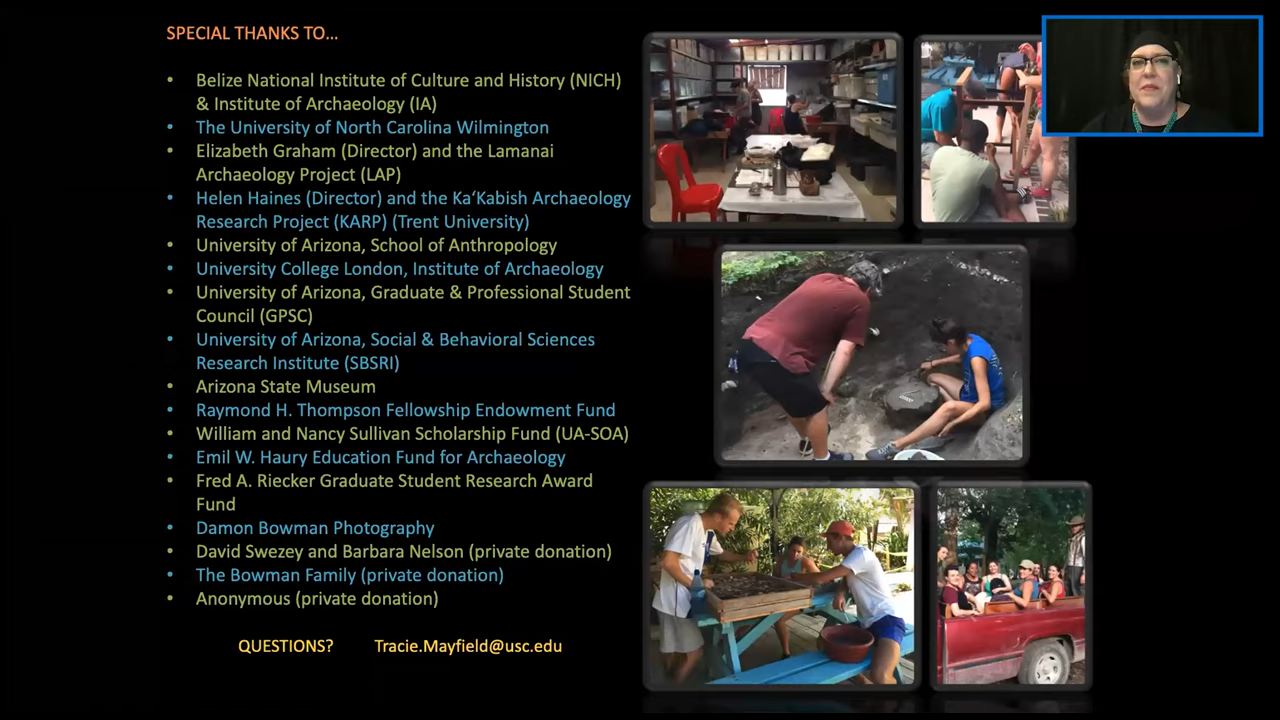 SPECIAL THANKS TO...
• Belize National Institute of Culture and History (NICH)
& Institute of Archaeology (IA)
• The University of North Carolina Wilmington
• Elizabeth Graham (Director) and the Lamanai
Archaeology Project (LAP)
• Helen Haines (Director) and the Ka‘Kabish Archaeology
Research Project (KARP) (Trent University)
• University of Arizona, School of Anthropology
• University College London, Institute of Archaeology
• University of Arizona, Graduate & Professional Student
Council (GPSC)
• University of Arizona, Social & Behavioral Sciences
Research Institute (SBSRI)
• Arizona State Museum
• Raymond H. Thompson Fellowship Endowment Fund
• William and Nancy Sullivan Scholarship Fund (UA-SOA)
• Emil W. Haury Education Fund for Archaeology
• Fred A. Riecker Graduate Student Research Award
Fund
• Damon Bowman Photography
• David Swezey and Barbara Nelson (private donation)
• The Bowman Family (private donation)
• Anonymous (private donation)
QUESTIONS? Tracie.Mayfield@usc.edu